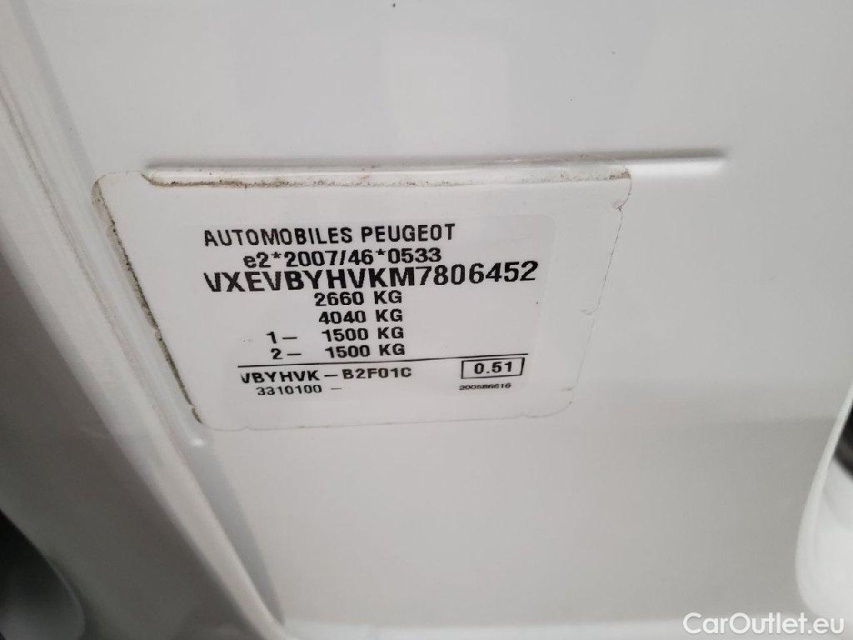 AUTOMOBILES PEUGEOT
e2*2007/46*0533
VXEVBYHVKM7806452
2660 KG
4040 KG
1- 1500 KG
2- 1500 KG
VBYHVK - B2F01C 0.51
3310100 -
CarOutlet.eu